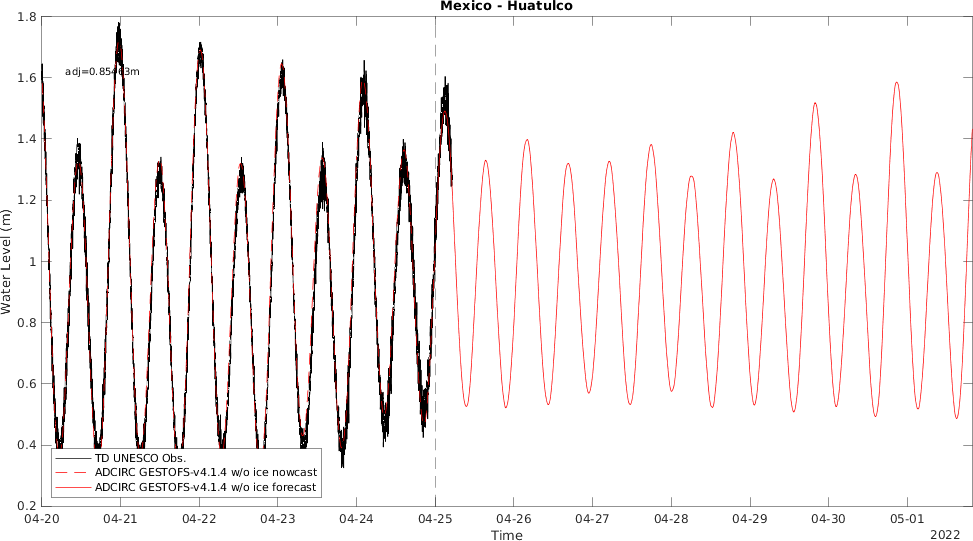 Mexico - Huatulco
1.8
1.6
1.4
1.2
1
0.8
0.6
0.4
0.2
Water Level (m)
adj=0.85463m
TD UNESCO Obs.
ADCIRC GESTOFS-v4.1.4 w/o ice nowcast
ADCIRC GESTOFS-v4.1.4 w/o ice forecast
04-20 04-21 04-22 04-23 04-24 04-25 04-26 04-27 04-28 04-29 04-30 05-01
Time
2022